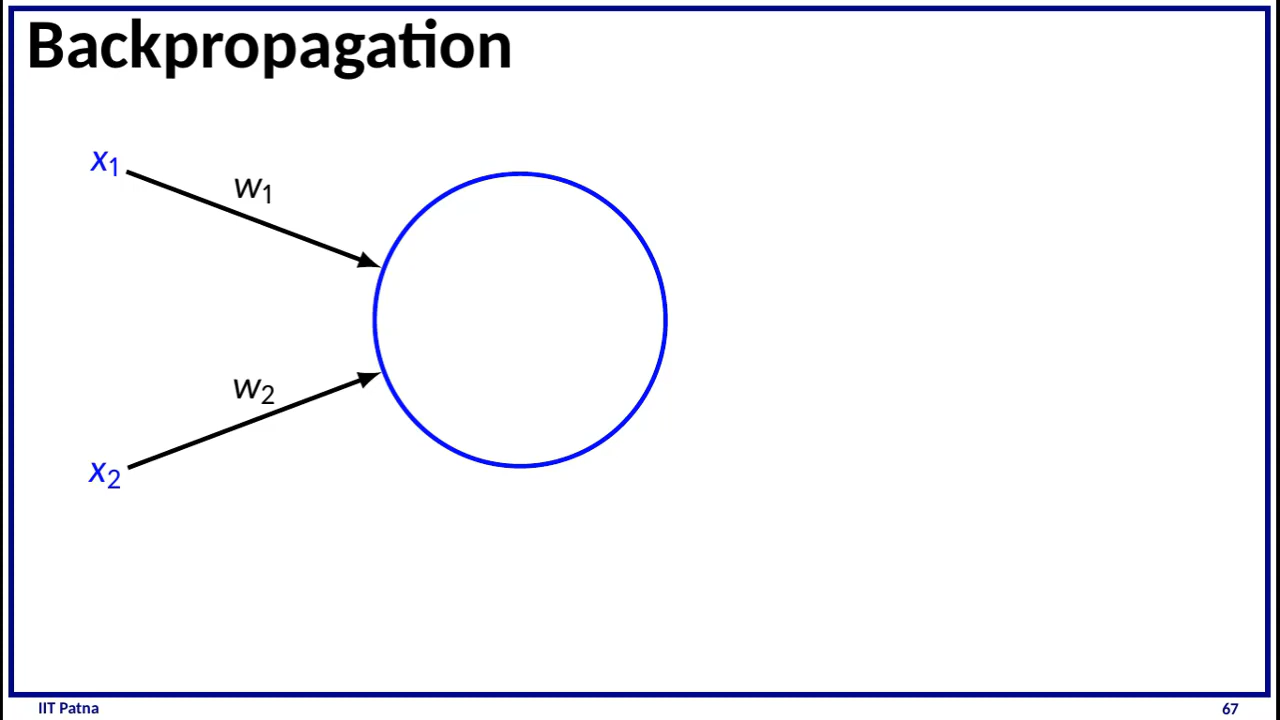 Backpropagation
x₁
w₁
w₂
x₂
IIT Patna
67